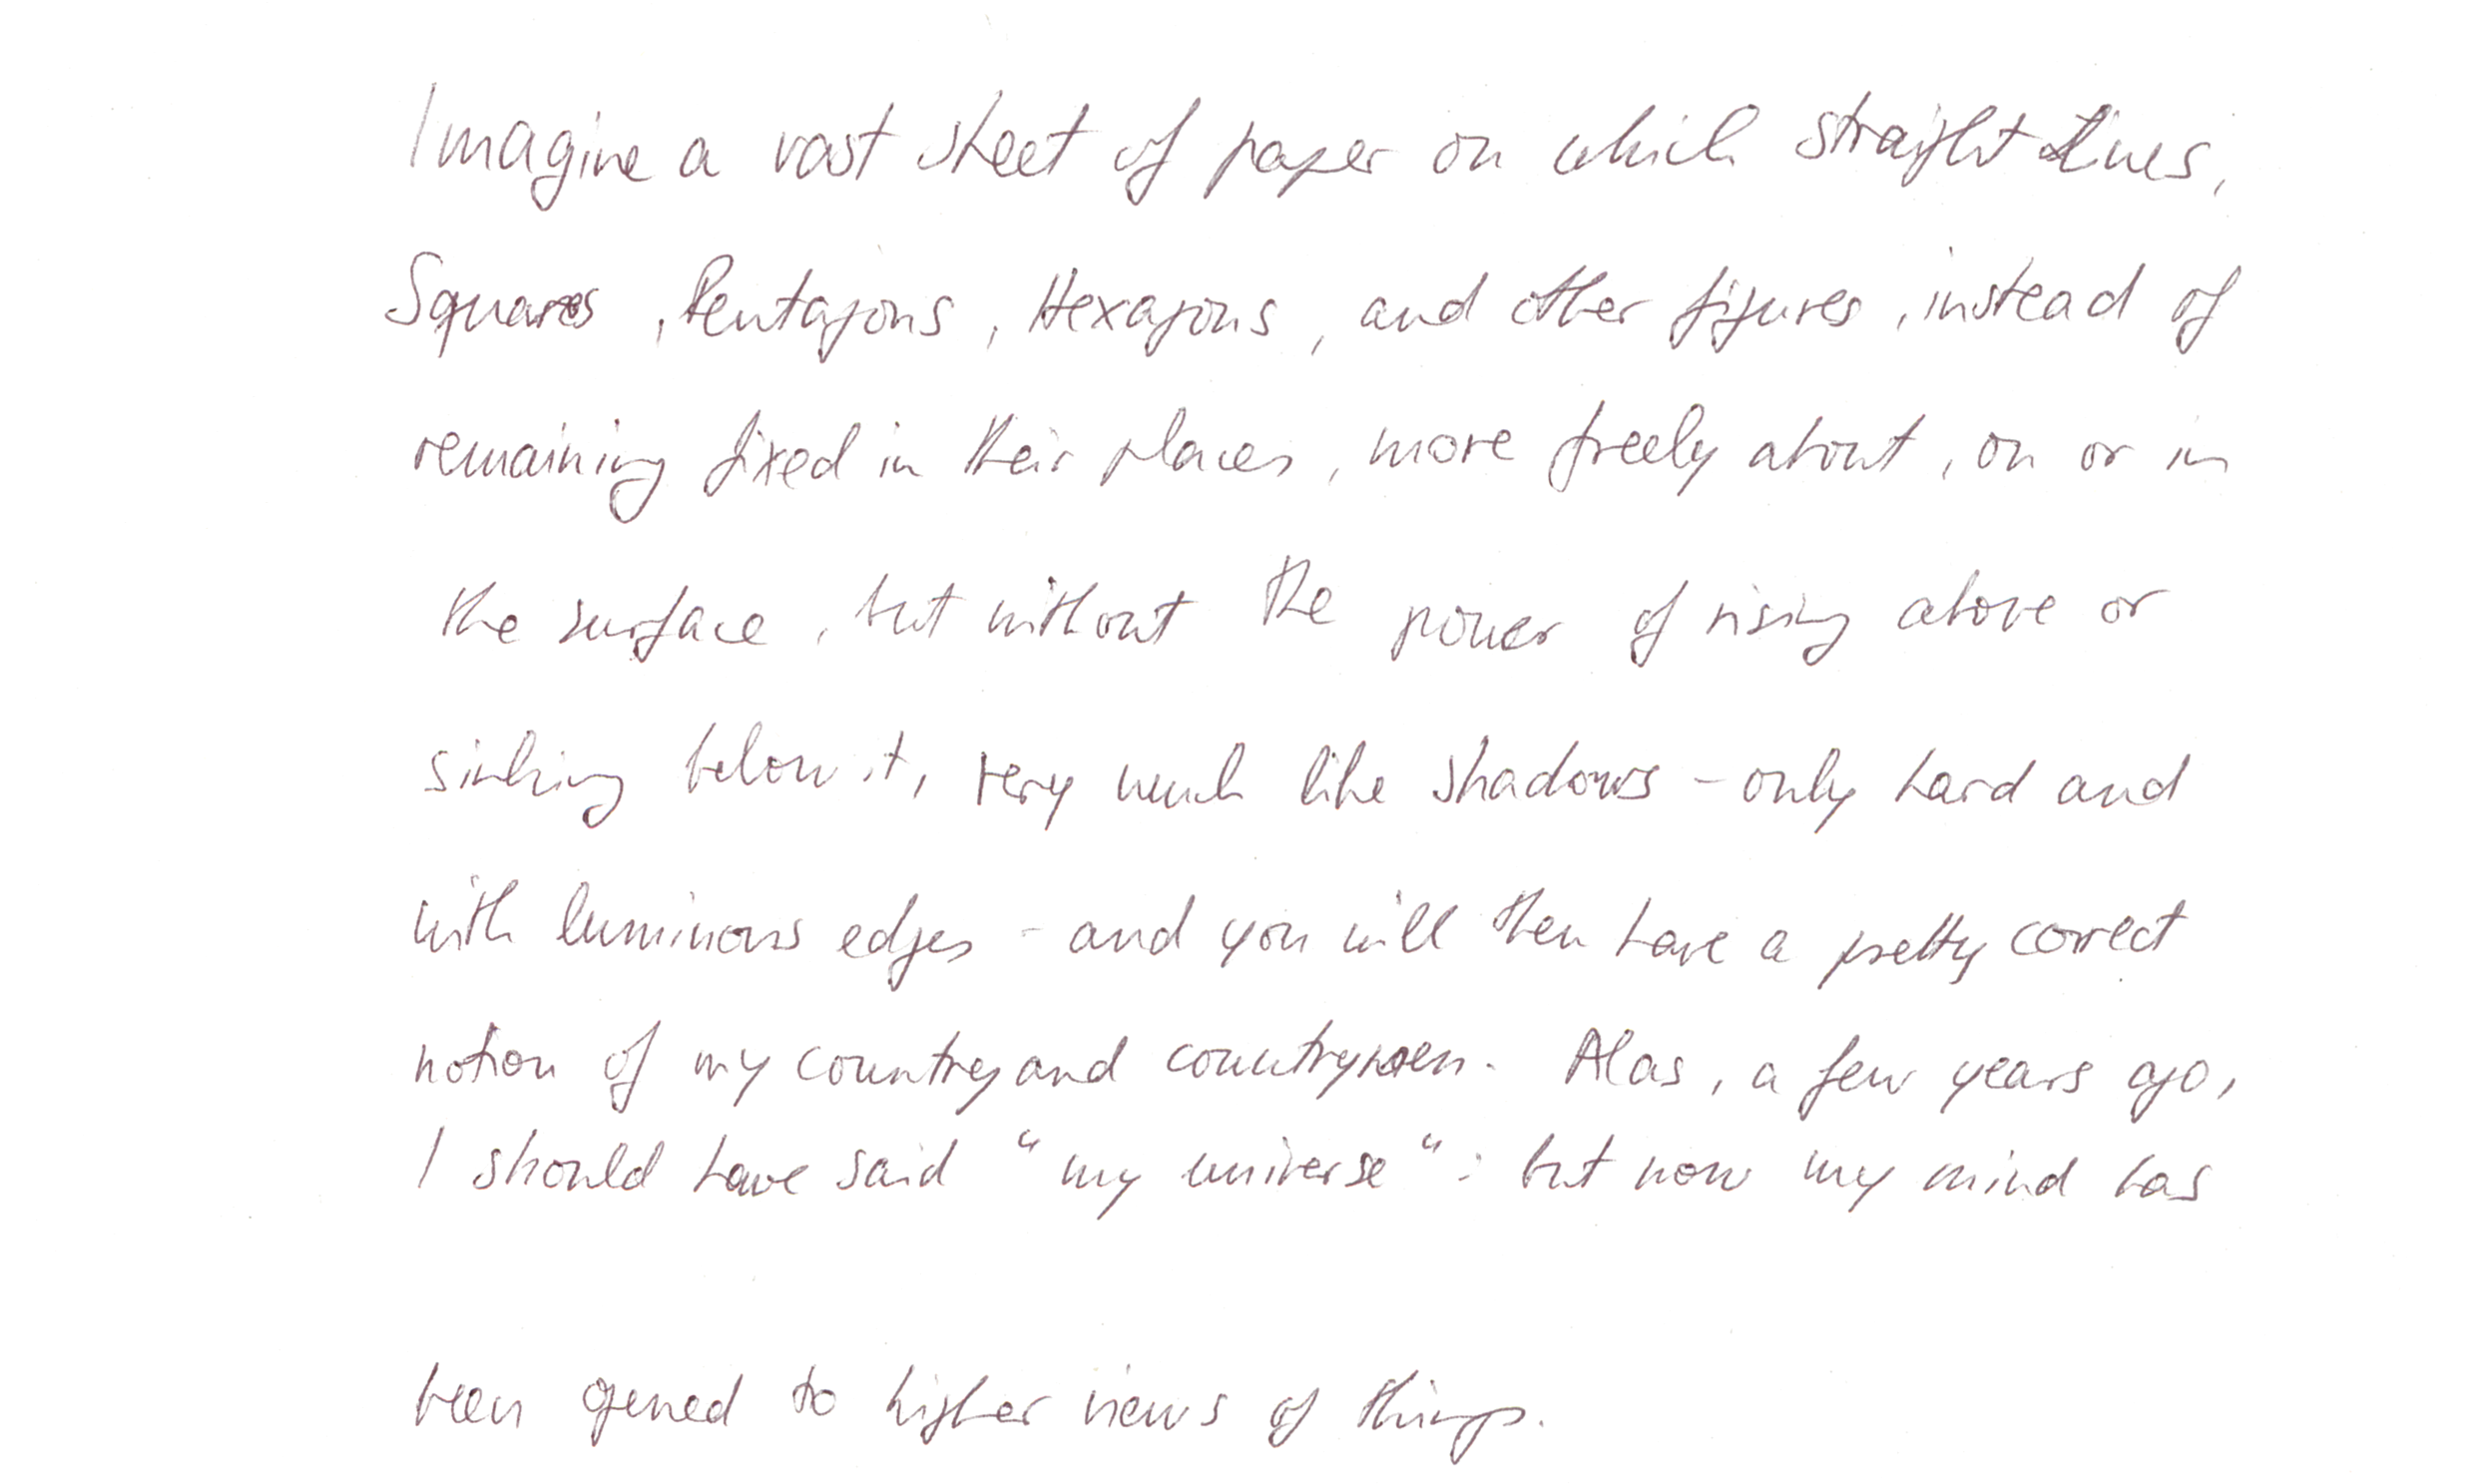 Imagine a vast sheet of paper on which straight Lines,
Squares, Pentagons, Hexagons, and other figures, instead of
remaining fixed in their places, move freely about, on or in
the surface, but without the power of rising above or
sinking below it, very much like shadows - only hard and
with luminous edges - and you will then have a pretty correct
notion of my country and countrymen. Alas, a few years ago,
I should have said "my universe": but now my mind has
been opened to higher views of things.